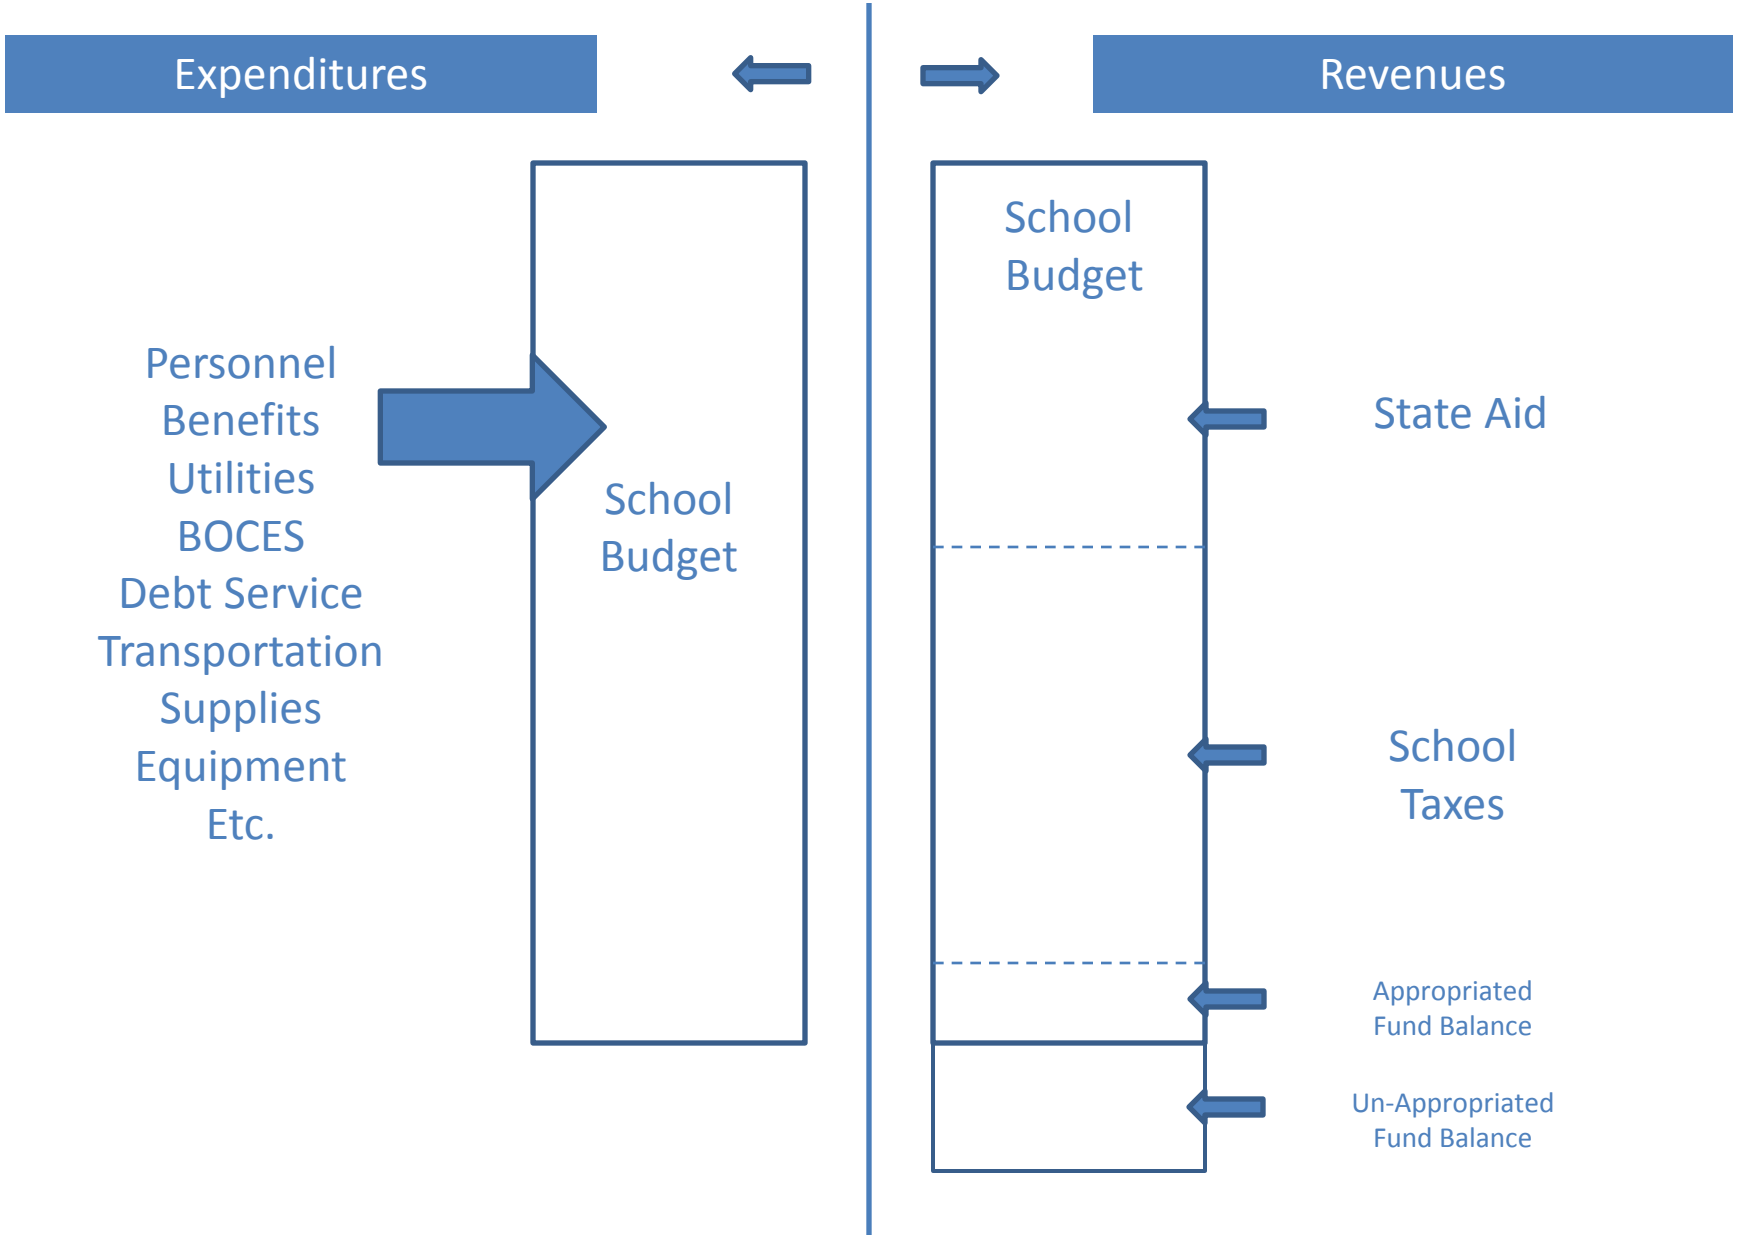 Expenditures
Revenues
Personnel
Benefits
Utilities
BOCES
Debt Service
Transportation
Supplies
Equipment
Etc.
School
Budget
School
Budget
State Aid
School
Taxes
Appropriated
Fund Balance
Un-Appropriated
Fund Balance